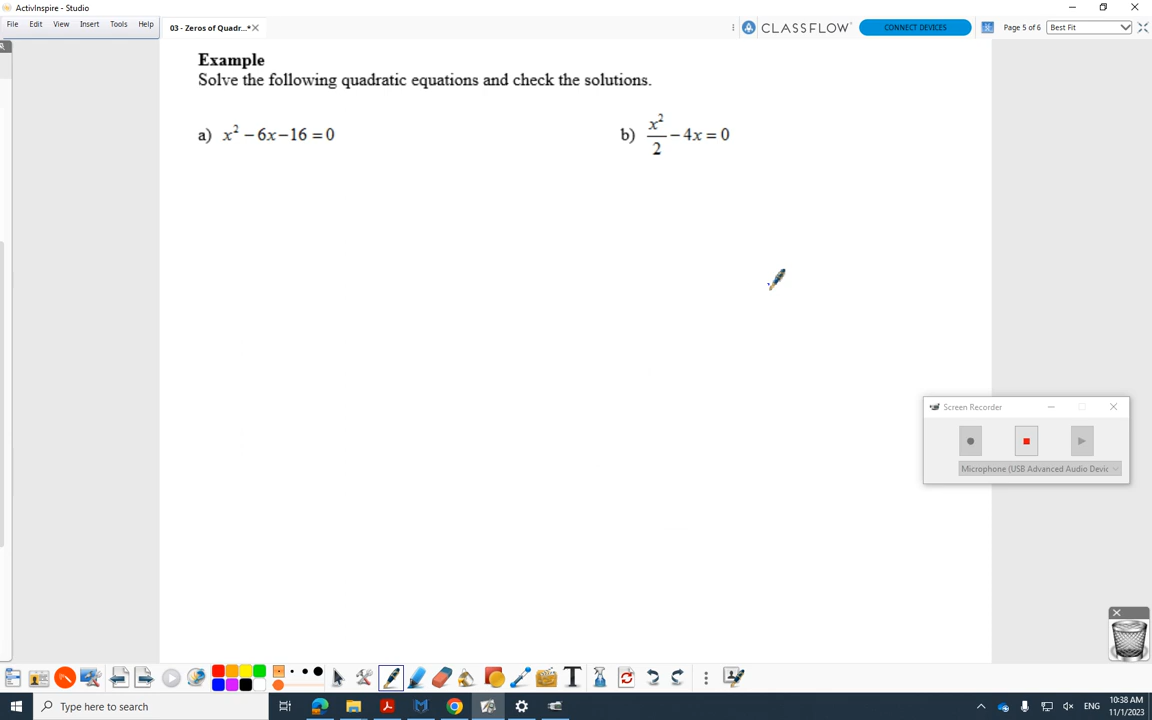 ActivInspire - Studio
File Edit View Insert Tools Help
03 - Zeros of Quadr...*
CLASSFLOW
CONNECT DEVICES
Page 5 of 6
Best Fit
Example
Solve the following quadratic equations and check the solutions.
a) x² − 6x − 16 = 0
b) x²/2 − 4x = 0
Screen Recorder
Microphone (USB Advanced Audio Devic
T
Type here to search
ENG
10:38 AM
11/1/2023